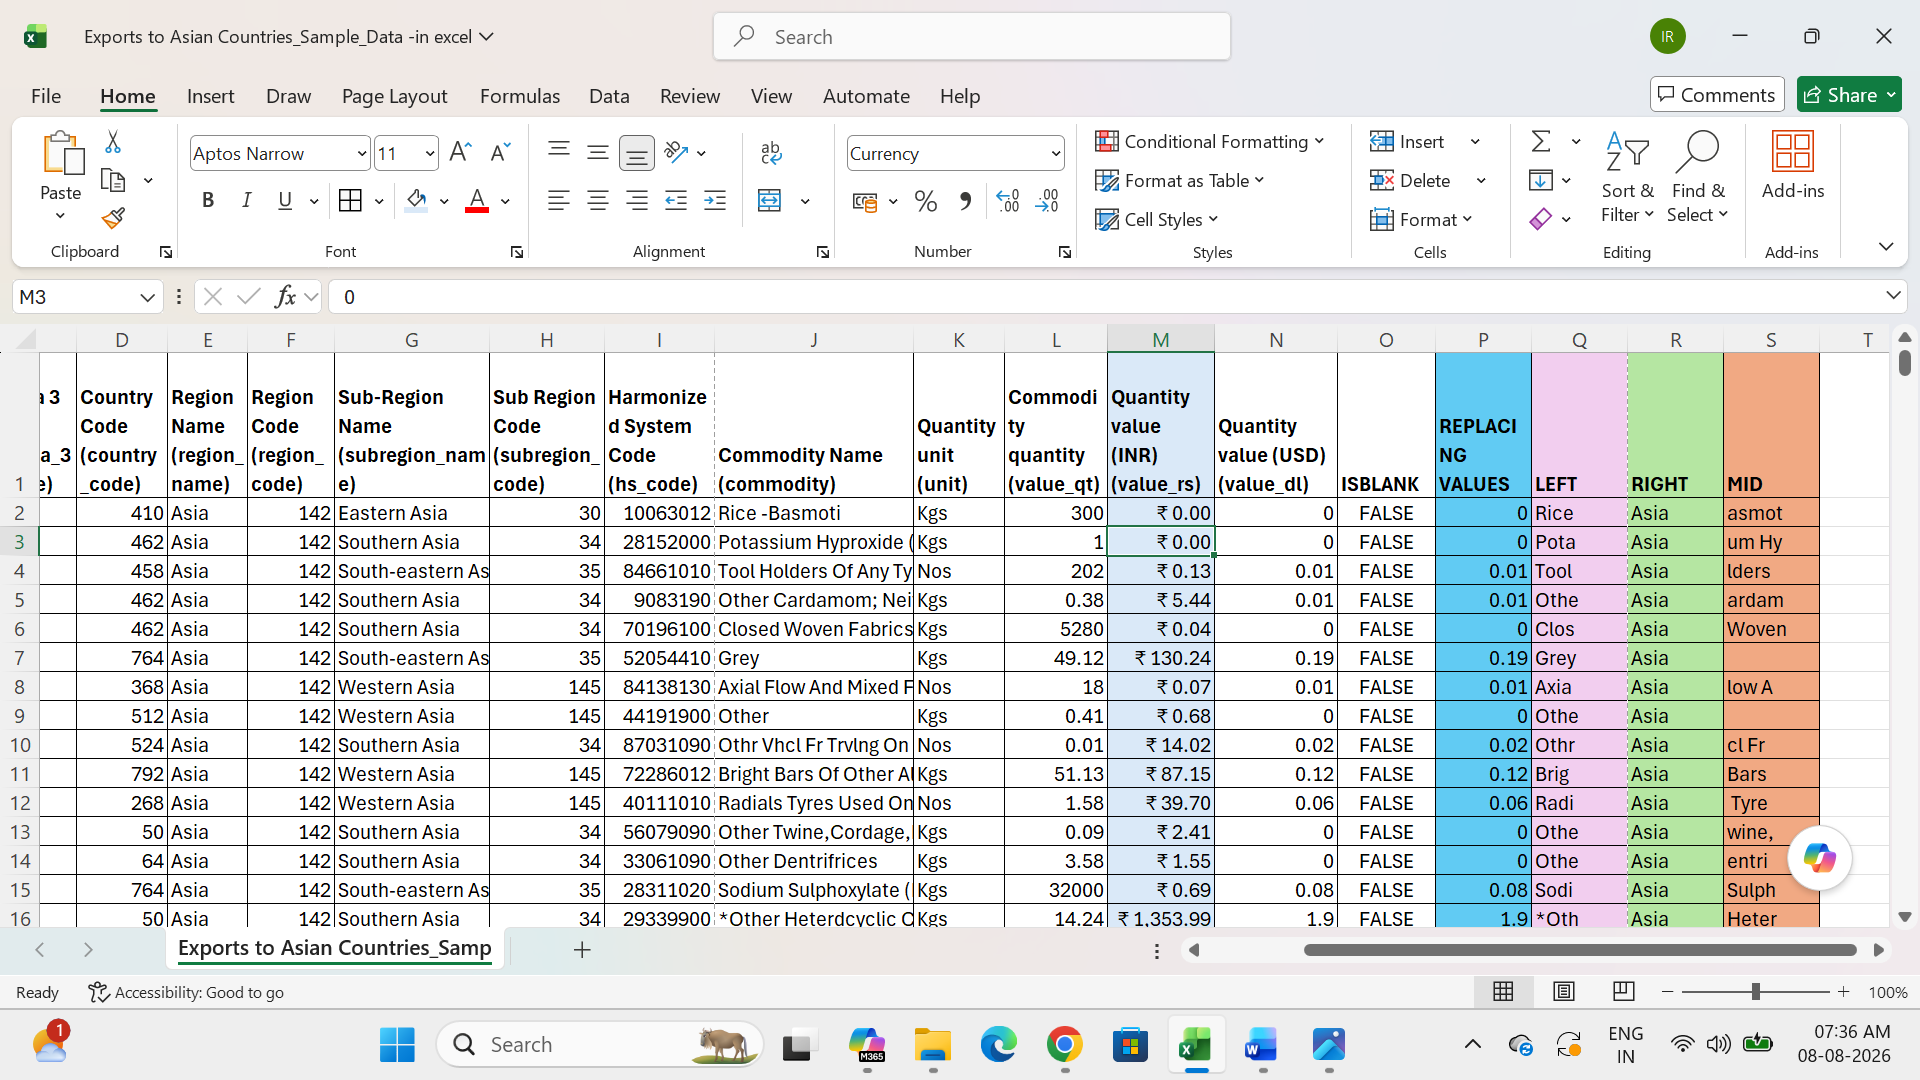 Exports to Asian Countries_Sample_Data -in excel
Search
IR
File Home Insert Draw Page Layout Formulas Data Review View Automate Help
Comments Share
Paste
Clipboard
Aptos Narrow 11
B I U
Font
Alignment
Currency
Number
Conditional Formatting
Format as Table
Cell Styles
Styles
Insert
Delete
Format
Cells
Sort & Filter
Find & Select
Editing
Add-ins
Add-ins
M3 fx 0
D E F G H I J K L M N O P Q R S T
1 a 3 a_3 e) Country Code (country_code) Region Name (region_name) Region Code (region_code) Sub-Region Name (subregion_name) Sub Region Code (subregion_code) Harmonized System Code (hs_code) Commodity Name (commodity) Quantity unit (unit) Commodity quantity (value_qt) Quantity value (INR) (value_rs) Quantity value (USD) (value_dl) ISBLANK REPLACING VALUES LEFT RIGHT MID
2 410 Asia 142 Eastern Asia 30 10063012 Rice -Basmoti Kgs 300 ₹ 0.00 0 FALSE 0 Rice Asia asmot
3 462 Asia 142 Southern Asia 34 28152000 Potassium Hyproxide ( Kgs 1 ₹ 0.00 0 FALSE 0 Pota Asia um Hy
4 458 Asia 142 South-eastern As 35 84661010 Tool Holders Of Any Ty Nos 202 ₹ 0.13 0.01 FALSE 0.01 Tool Asia lders
5 462 Asia 142 Southern Asia 34 9083190 Other Cardamom; Nei Kgs 0.38 ₹ 5.44 0.01 FALSE 0.01 Othe Asia ardam
6 462 Asia 142 Southern Asia 34 70196100 Closed Woven Fabrics Kgs 5280 ₹ 0.04 0 FALSE 0 Clos Asia Woven
7 764 Asia 142 South-eastern As 35 52054410 Grey Kgs 49.12 ₹ 130.24 0.19 FALSE 0.19 Grey Asia
8 368 Asia 142 Western Asia 145 84138130 Axial Flow And Mixed F Nos 18 ₹ 0.07 0.01 FALSE 0.01 Axia Asia low A
9 512 Asia 142 Western Asia 145 44191900 Other Kgs 0.41 ₹ 0.68 0 FALSE 0 Othe Asia
10 524 Asia 142 Southern Asia 34 87031090 Othr Vhcl Fr Trvlng On Nos 0.01 ₹ 14.02 0.02 FALSE 0.02 Othr Asia cl Fr
11 792 Asia 142 Western Asia 145 72286012 Bright Bars Of Other Al Kgs 51.13 ₹ 87.15 0.12 FALSE 0.12 Brig Asia Bars
12 268 Asia 142 Western Asia 145 40111010 Radials Tyres Used On Nos 1.58 ₹ 39.70 0.06 FALSE 0.06 Radi Asia Tyre
13 50 Asia 142 Southern Asia 34 56079090 Other Twine,Cordage, Kgs 0.09 ₹ 2.41 0 FALSE 0 Othe Asia wine,
14 64 Asia 142 Southern Asia 34 33061090 Other Dentrifrices Kgs 3.58 ₹ 1.55 0 FALSE 0 Othe Asia entri
15 764 Asia 142 South-eastern As 35 28311020 Sodium Sulphoxylate ( Kgs 32000 ₹ 0.69 0.08 FALSE 0.08 Sodi Asia Sulph
16 50 Asia 142 Southern Asia 34 29339900 *Other Heterdcyclic C Kgs 14.24 ₹ 1,353.99 1.9 FALSE 1.9 *Oth Asia Heter
Exports to Asian Countries_Samp
Ready Accessibility: Good to go 100%
1 Search M365 ENG 07:36 AM
IN 08-08-2026